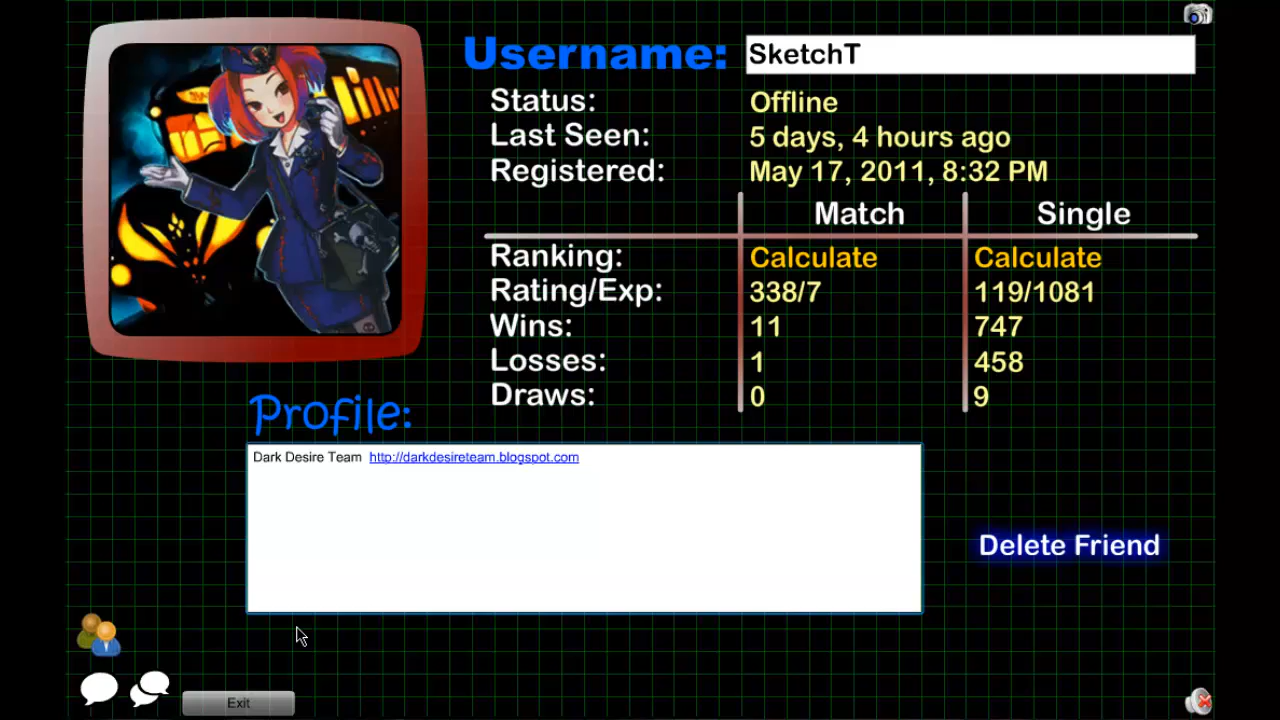 Username: SketchT
Status: Offline
Last Seen: 5 days, 4 hours ago
Registered: May 17, 2011, 8:32 PM
Match Single
Ranking: Calculate Calculate
Rating/Exp: 338/7 119/1081
Wins: 11 747
Losses: 1 458
Draws: 0 9
Profile:
Dark Desire Team http://darkdesireteam.blogspot.com
Delete Friend
Exit